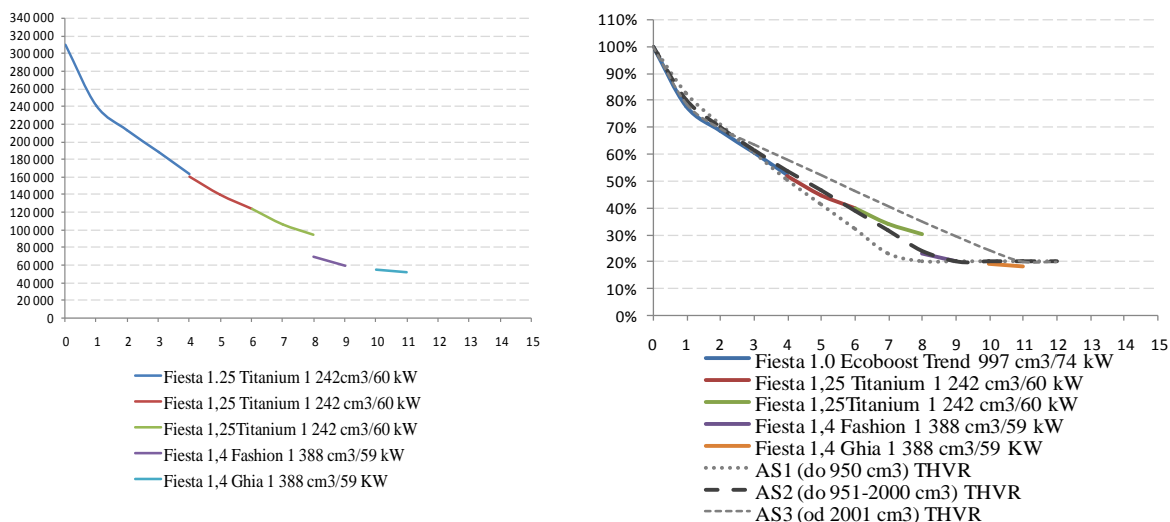 340 000
320 000
300 000
280 000
260 000
240 000
220 000
200 000
180 000
160 000
140 000
120 000
100 000
80 000
60 000
40 000
20 000
0
0 1 2 3 4 5 6 7 8 9 10 11 12 13 14 15
Fiesta 1.25 Titanium 1 242cm3/60 kW
Fiesta 1,25 Titanium 1 242 cm3/60 kW
Fiesta 1,25Titanium 1 242 cm3/60 kW
Fiesta 1,4 Fashion 1 388 cm3/59 kW
Fiesta 1,4 Ghia 1 388 cm3/59 KW
110%
100%
90%
80%
70%
60%
50%
40%
30%
20%
10%
0%
0 1 2 3 4 5 6 7 8 9 10 11 12 13 14 15
Fiesta 1.0 Ecoboost Trend 997 cm3/74 kW
Fiesta 1,25 Titanium 1 242 cm3/60 kW
Fiesta 1,25Titanium 1 242 cm3/60 kW
Fiesta 1,4 Fashion 1 388 cm3/59 kW
Fiesta 1,4 Ghia 1 388 cm3/59 KW
AS1 (do 950 cm3) THVR
AS2 (do 951-2000 cm3) THVR
AS3 (od 2001 cm3) THVR